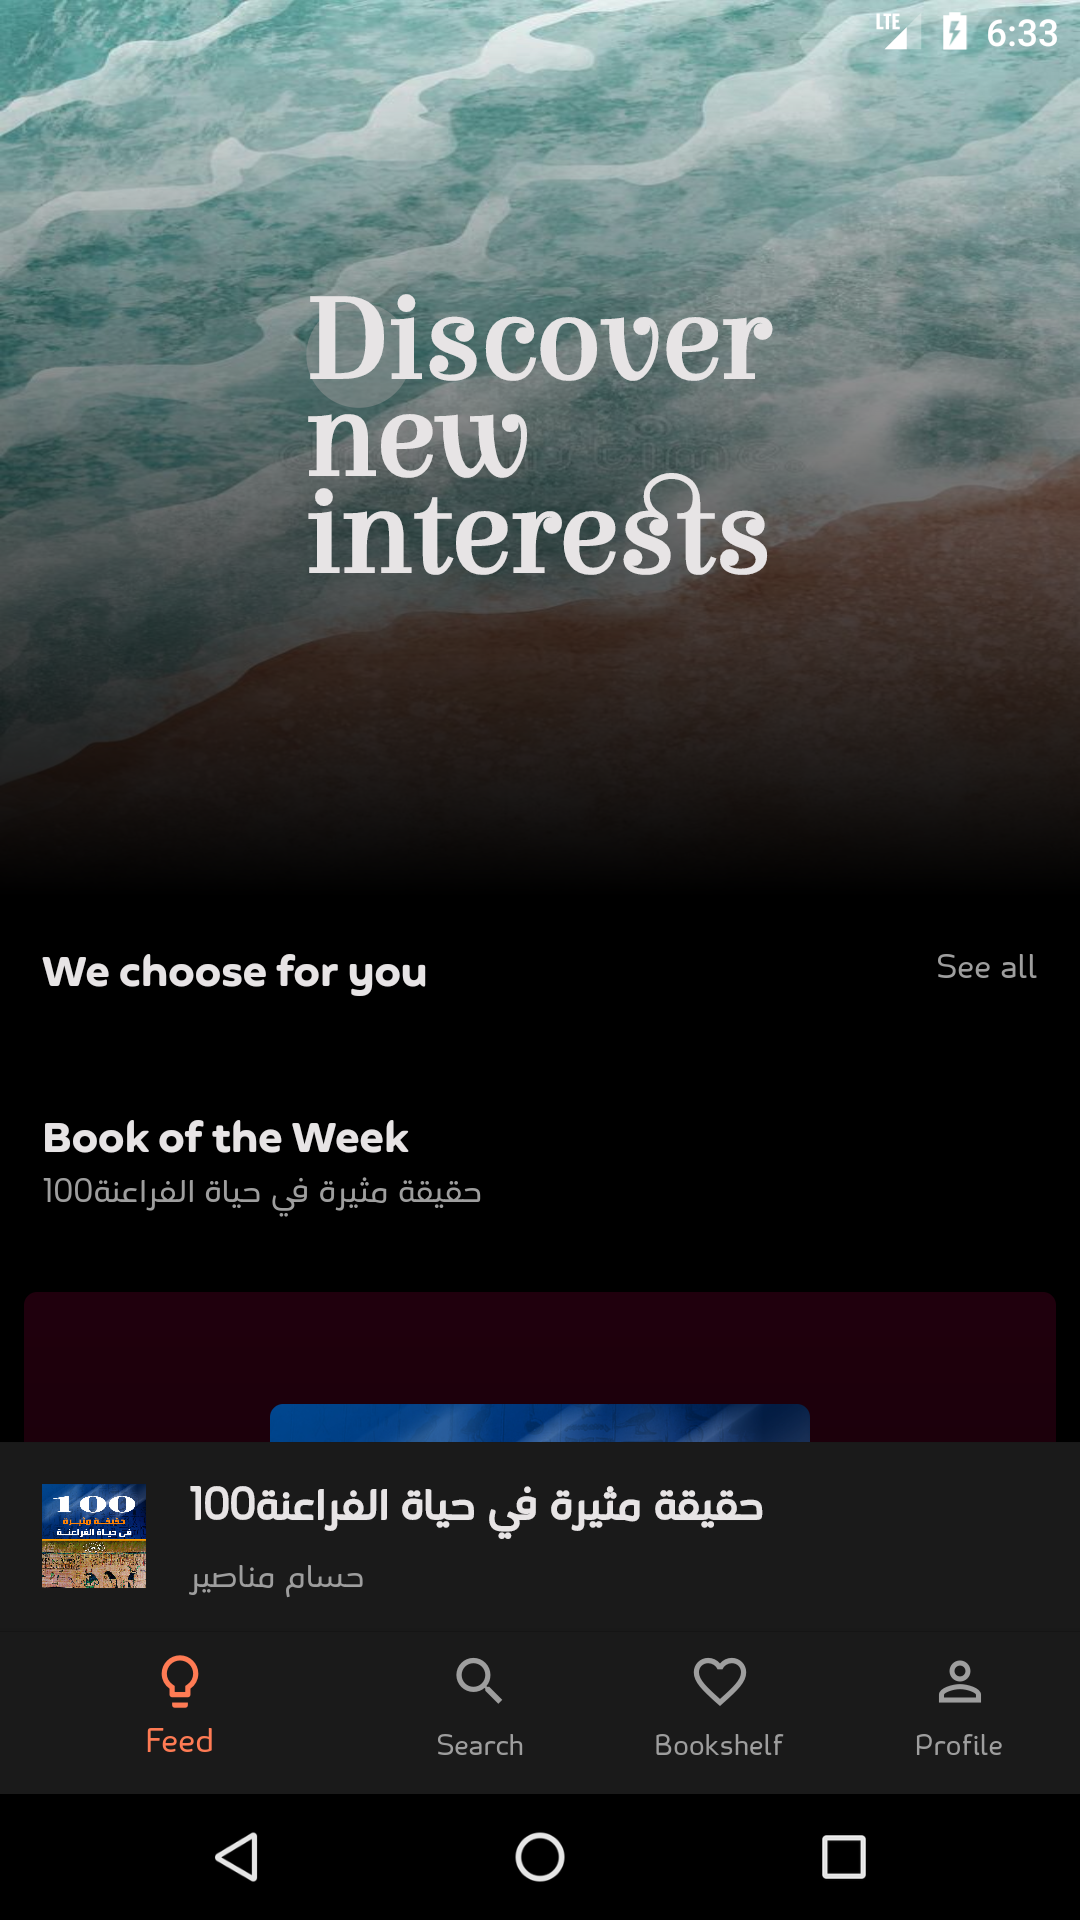 LTE 6:33
Discover
new
interests
We choose for you
See all
Book of the Week
100حقيقة مثيرة في حياة الفراعنة
100
حقيقة مثيرة
في حياة الفراعنة
100حقيقة مثيرة في حياة الفراعنة
حسام مناصير
Feed
Search
Bookshelf
Profile